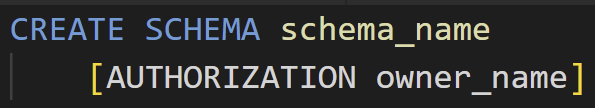 CREATE SCHEMA schema_name
[AUTHORIZATION owner_name]